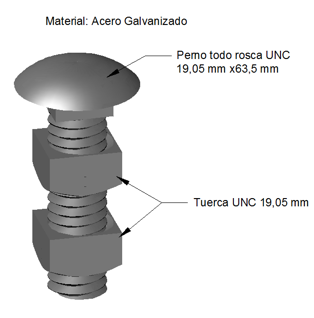 Material: Acero Galvanizado
Perno todo rosca UNC
19,05 mm x63,5 mm
Tuerca UNC 19,05 mm